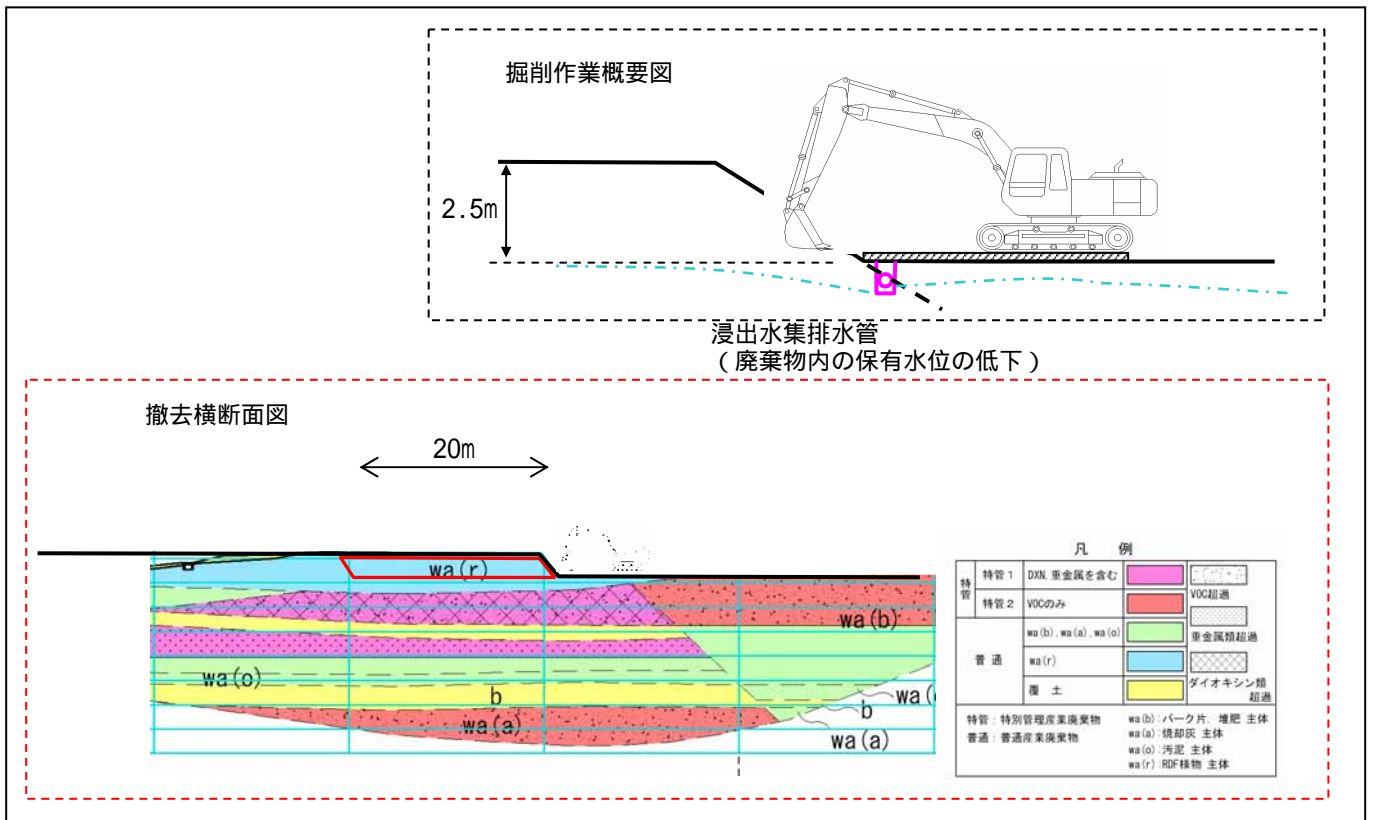 掘削作業概要図
2.5m
浸出水集排水管
(廃棄物内の保有水位の低下)
撤去横断面図
20m
wa(r)
wa(b)
wa(o)
b
wa(a)
wa(
b
wa(a)
凡 例
特管
特管1
DXN.重金属を含む
特管2
VOCのみ
VOC超過
普通
wa(b),wa(a),wa(o)
重金属類超過
wa(r)
覆土
ダイオキシン類
超過
特管:特別管理産業廃棄物
普通:普通産業廃棄物
wa(b):バーク片.堆肥 主体
wa(a):焼却灰 主体
wa(o):汚泥 主体
wa(r):RDF様物 主体